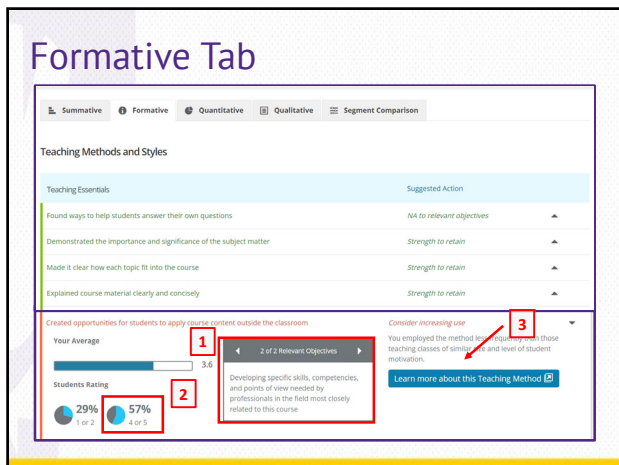 Formative Tab
Summative Formative Quantitative Qualitative Segment Comparison
Teaching Methods and Styles
Teaching Essentials Suggested Action
Found ways to help students answer their own questions NA to relevant objectives
Demonstrated the importance and significance of the subject matter Strength to retain
Made it clear how each topic fit into the course Strength to retain
Explained course material clearly and concisely Strength to retain
Created opportunities for students to apply course content outside the classroom Consider increasing use
Your Average
3.6
Students Rating
29%
1 or 2
57%
4 or 5
1
2
2 of 2 Relevant Objectives
Developing specific skills, competencies,
and points of view needed by
professionals in the field most closely
related to this course
3
You employed the method less frequently than those
teaching classes of similar size and level of student
motivation.
Learn more about this Teaching Method